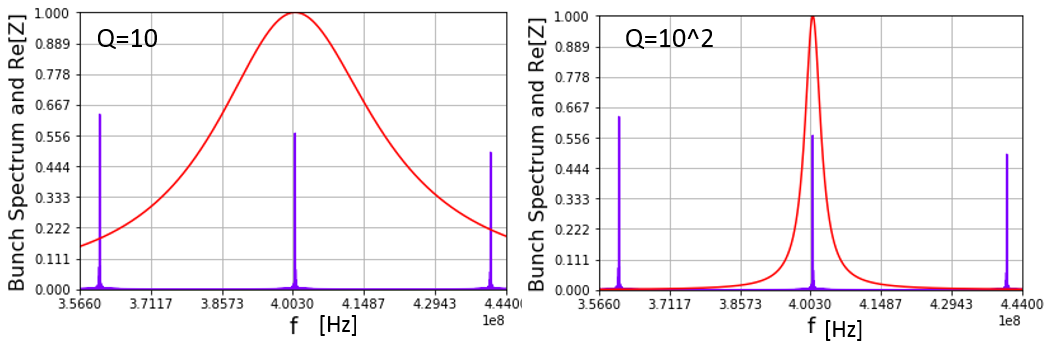 Bunch Spectrum and Re[Z]
1.000
0.889
0.778
0.667
0.556
0.444
0.333
0.222
0.111
0.000
Q=10
3.5660 3.7117 3.8573 4.0030 4.1487 4.2943 4.440
1e8
f [Hz]
Bunch Spectrum and Re[Z]
1.000
0.889
0.778
0.667
0.556
0.444
0.333
0.222
0.111
0.000
Q=10^2
3.5660 3.7117 3.8573 4.0030 4.1487 4.2943 4.4400
1e8
f [Hz]